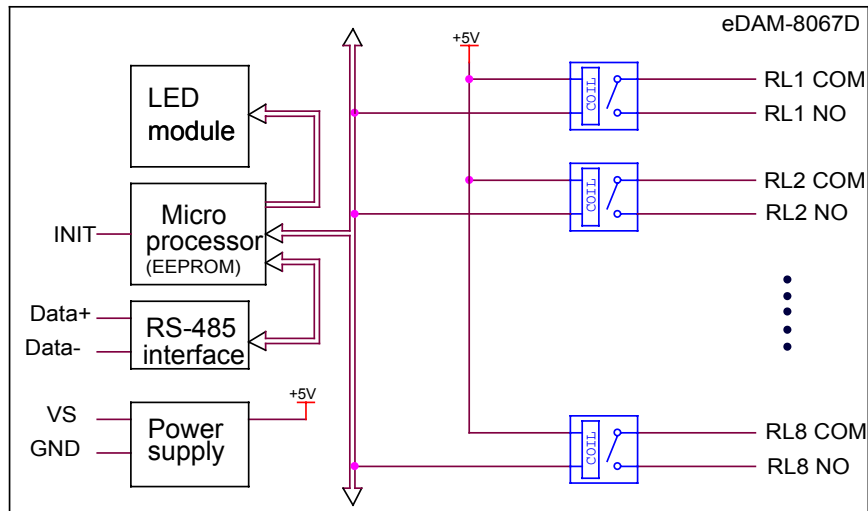 eDAM-8067D
LED
module
Micro
processor
(EEPROM)
INIT
Data+
Data-
RS-485
interface
VS
GND
Power
supply
+5V
+5V
COIL
RL1 COM
RL1 NO
COIL
RL2 COM
RL2 NO
COIL
RL8 COM
RL8 NO